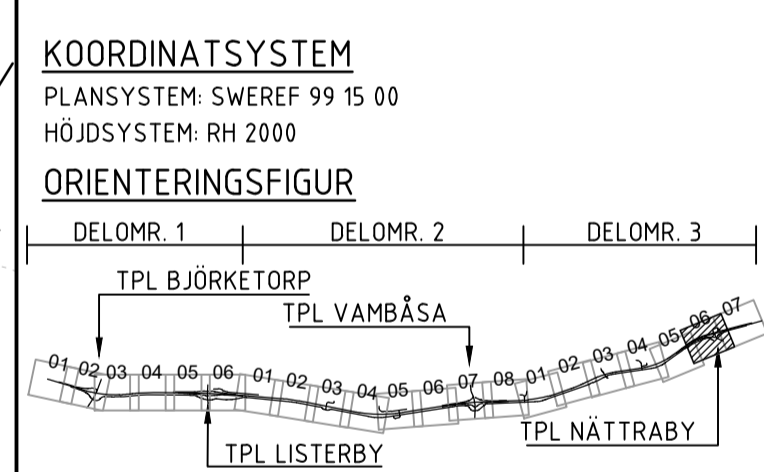 KOORDINATSYSTEM
PLANSYSTEM: SWEREF 99 15 00
HÖJDSYSTEM: RH 2000
ORIENTERINGSFIGUR
DELOMR. 1 DELOMR. 2 DELOMR. 3
TPL BJÖRKETORP
TPL VAMBÅSA
01 02 03 04 05 06 01 02 03 04 05 06 07 08 01 02 03 04 05 06 07
TPL LISTERBY
TPL NÄTTRABY